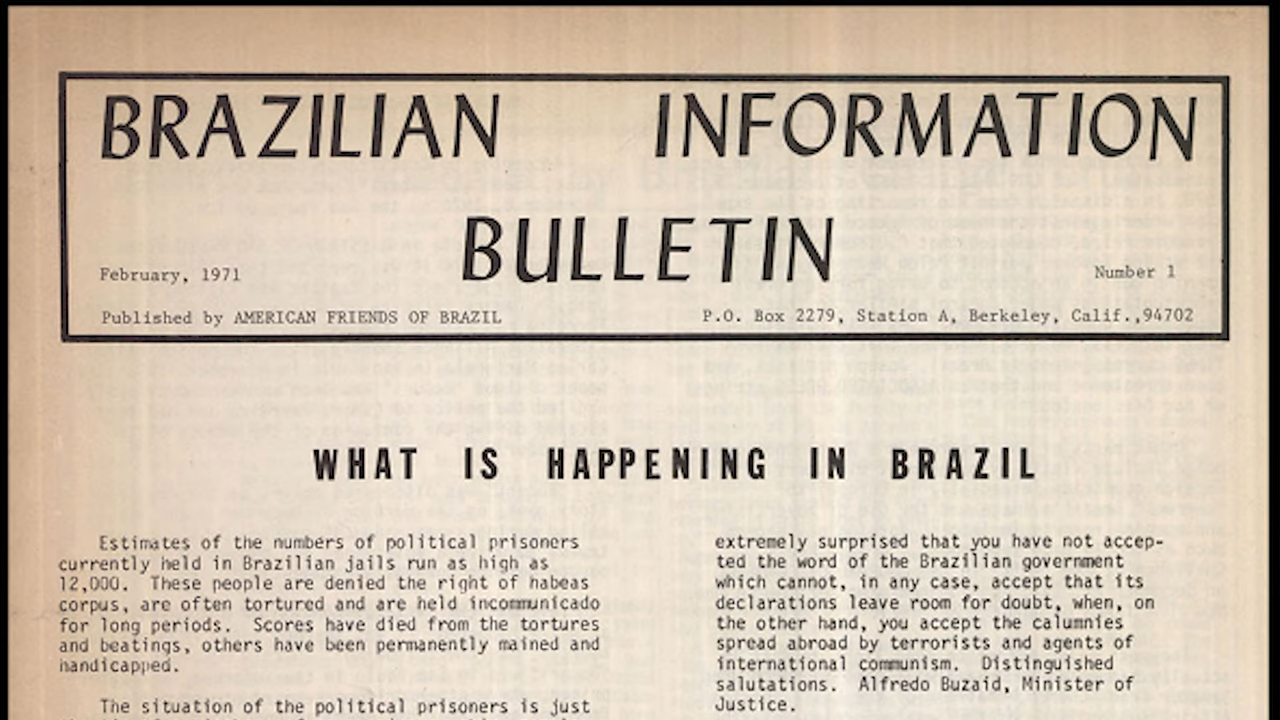 BRAZILIAN INFORMATION
BULLETIN
February, 1971
Number 1
Published by AMERICAN FRIENDS OF BRAZIL
P.O. Box 2279, Station A, Berkeley, Calif.,94702
WHAT IS HAPPENING IN BRAZIL
Estimates of the numbers of political prisoners
currently held in Brazilian jails run as high as
12,000. These people are denied the right of habeas
corpus, are often tortured and are held incommunicado
for long periods. Scores have died from the tortures
and beatings, others have been permanently maimed and
handicapped.
The situation of the political prisoners is just
extremely surprised that you have not accep-
ted the word of the Brazilian government
which cannot, in any case, accept that its
declarations leave room for doubt, when, on
the other hand, you accept the calumnies
spread abroad by terrorists and agents of
international communism. Distinguished
salutations. Alfredo Buzaid, Minister of
Justice.